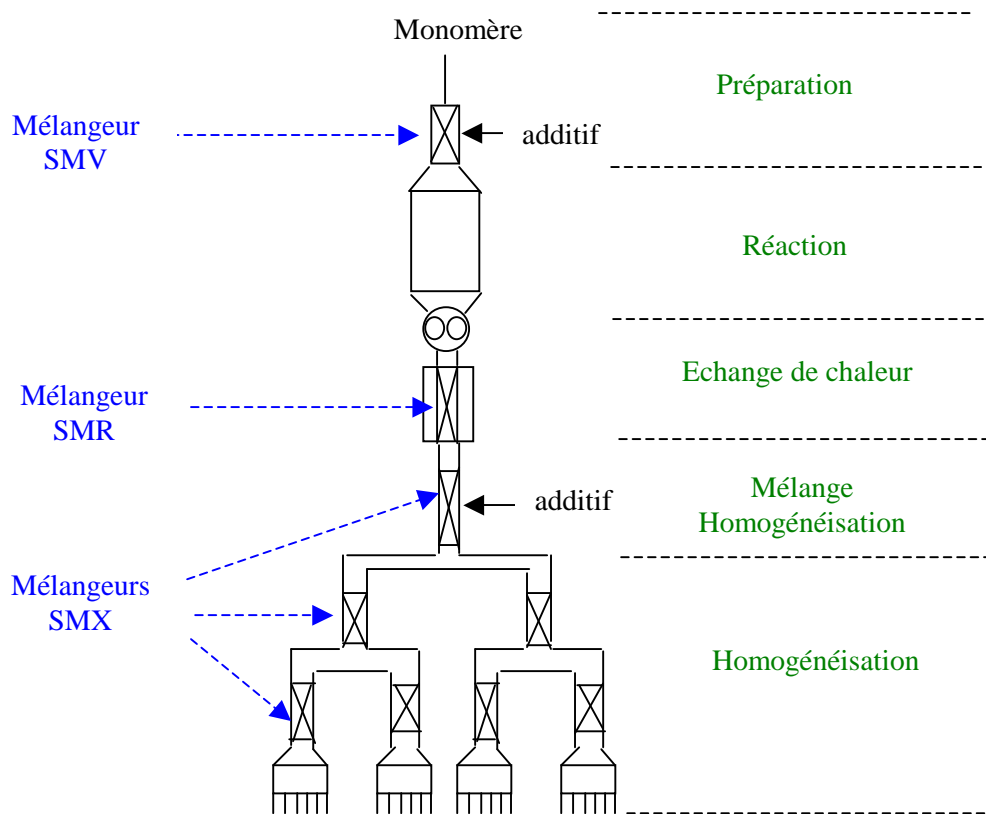 Monomère
Préparation
Mélangeur
SMV
additif
Réaction
Echange de chaleur
Mélangeur
SMR
Mélange
Homogénéisation
additif
Mélangeurs
SMX
Homogénéisation